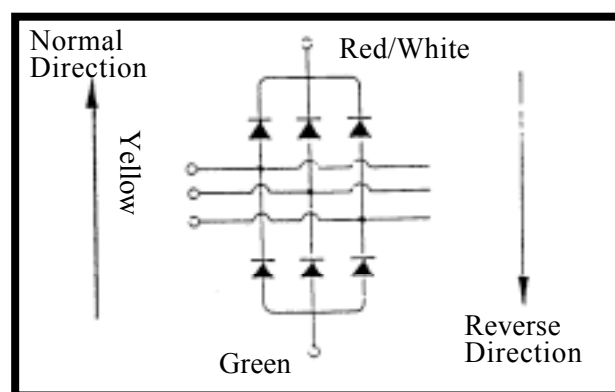 Normal
Direction
Red/White
Yellow
Green
Reverse
Direction